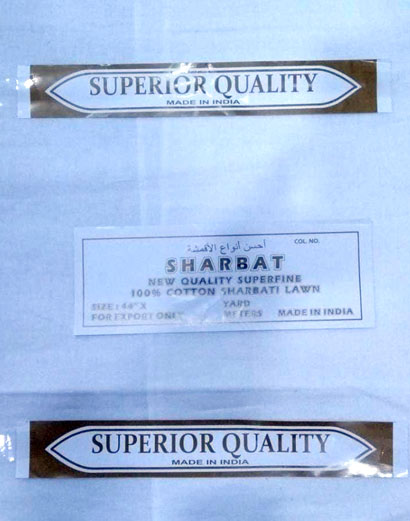 SUPERIOR QUALITY
MADE IN INDIA
أحسن أنواع الأقمشة
COL. NO.
SHARBAT
NEW QUALITY SUPERFINE
100% COTTON SHARBATI LAWN
SIZE : 44" X YARD
FOR EXPORT ONLY METERS MADE IN INDIA
SUPERIOR QUALITY
MADE IN INDIA